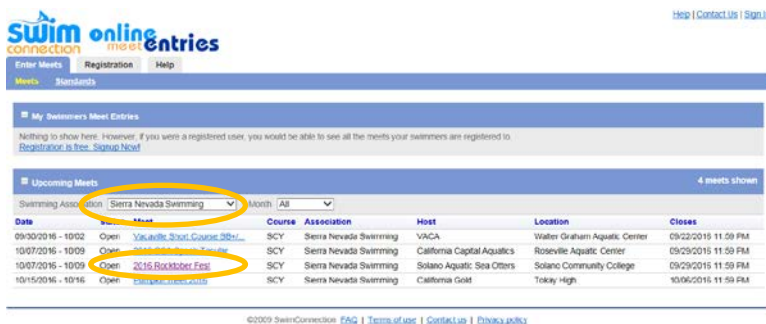 Help | Contact Us | Sign
swim online meet entries
connection
Enter Meets Registration Help
Meets Standards
My Swimmers Meet Entries
Nothing to show here. However, if you were a registered user, you would be able to see all the meets your swimmers are registered to.
Registration is free. Signup Now!
Upcoming Meets 4 meets shown
Swimming Association Sierra Nevada Swimming Month All
Date Status Meet Course Association Host Location Closes
09/30/2016 - 10/02 Open Vacaville Short Course BB+/... SCY Sierra Nevada Swimming VACA Walter Graham Aquatic Center 09/22/2016 11:59 PM
10/07/2016 - 10/09 Open 2016 SCY Sierra Nevada Swimming California Capital Aquatics Roseville Aquatic Center 09/29/2016 11:59 PM
10/07/2016 - 10/09 Open 2016 Rocktober Fest SCY Sierra Nevada Swimming Solano Aquatic Sea Otters Solano Community College 09/29/2016 11:59 PM
10/15/2016 - 10/16 Open Pumpkin Meet 2016 SCY Sierra Nevada Swimming California Gold Tokay High 10/06/2016 11:59 PM
©2009 SwimConnection FAQ | Terms of use | Contact us | Privacy policy